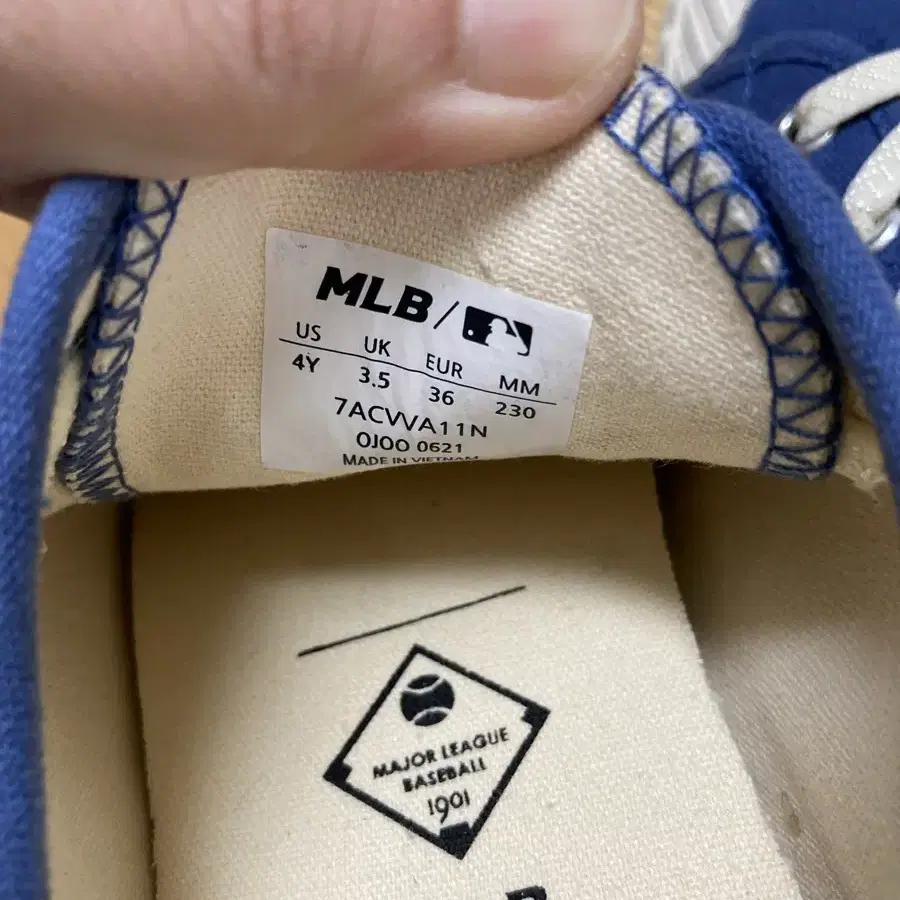 MLB/
US UK EUR MM
4Y 3.5 36 230
7ACVVA11N
0J00 0621
MADE IN VIETNAM
MAJOR LEAGUE
BASEBALL
1901